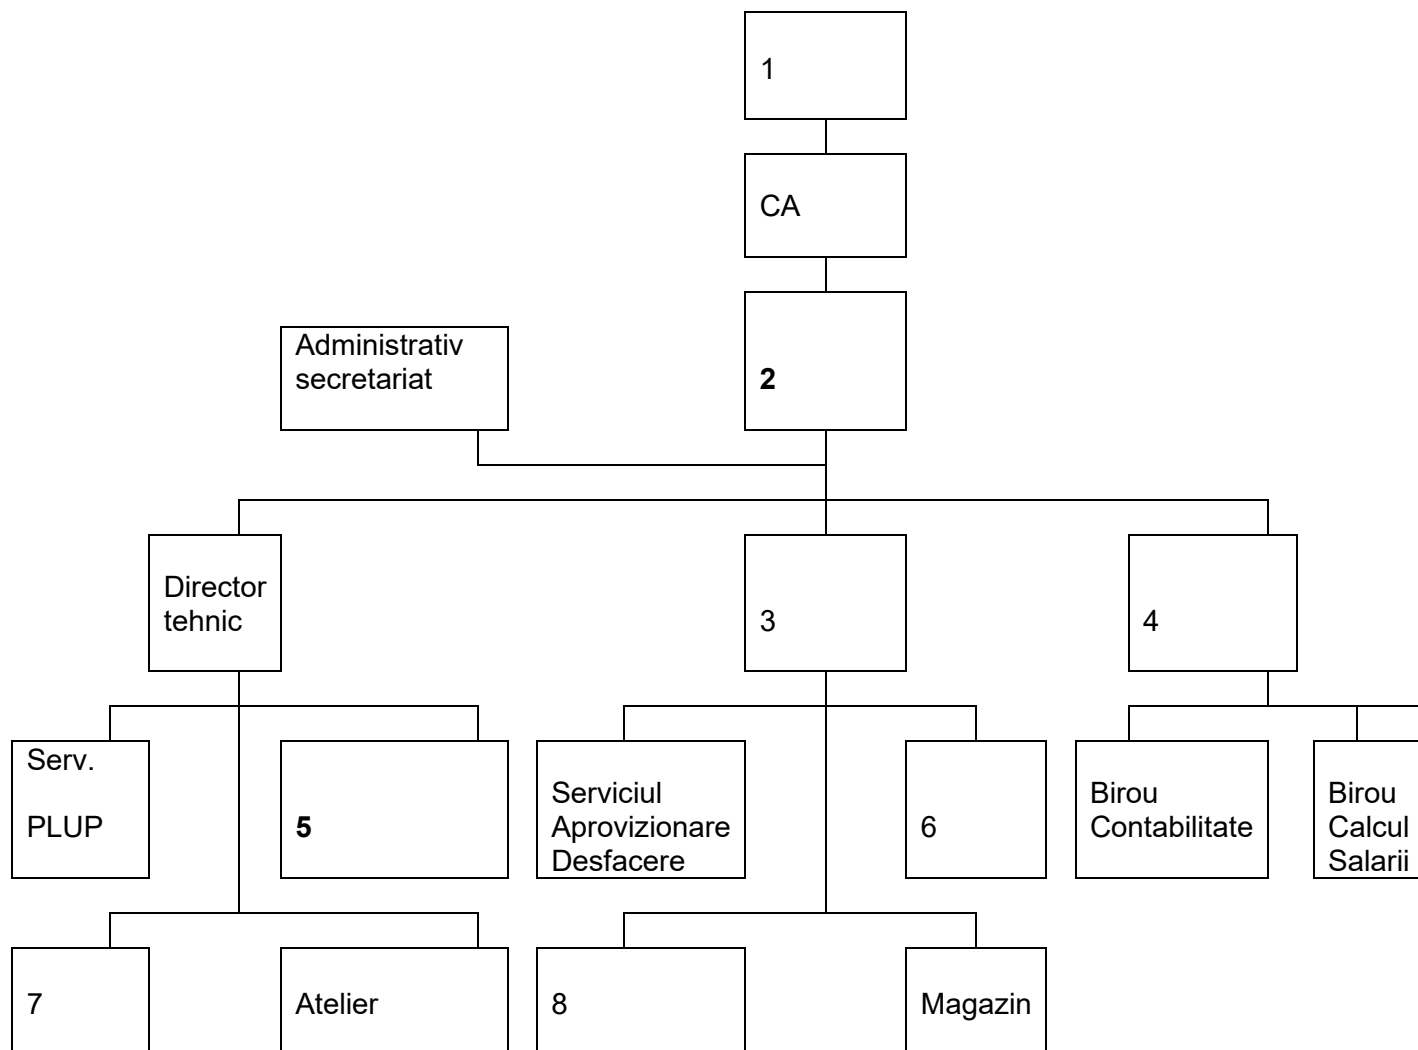 1
CA
Administrativ
secretariat
2
Director
tehnic
3
4
Serv.
PLUP
5
Serviciul
Aprovizionare
Desfacere
6
Birou
Contabilitate
Birou
Calcul
Salarii
7
Atelier
8
Magazin